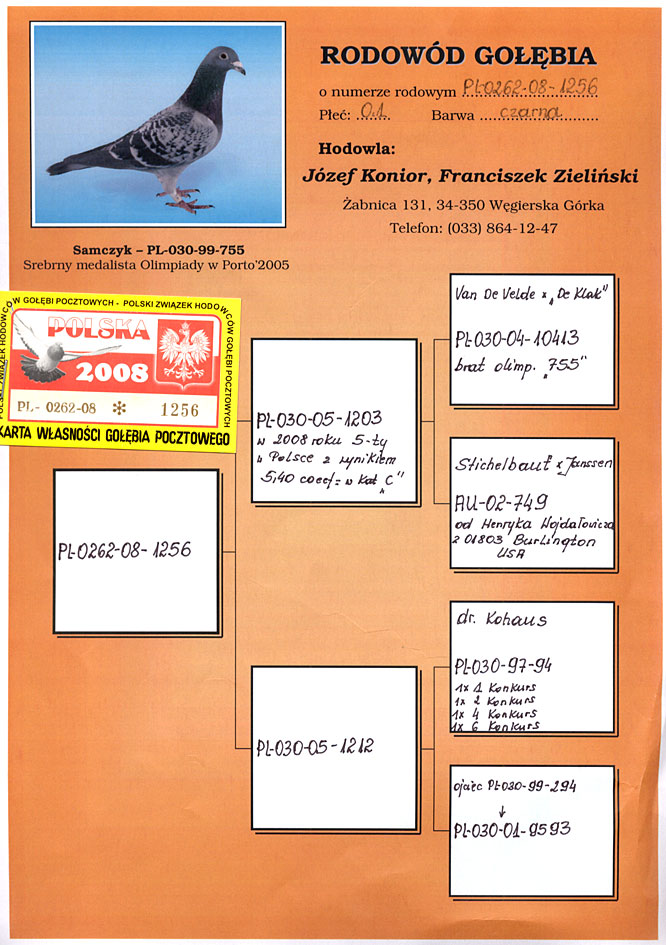 RODOWÓD GOŁĘBIA
o numerze rodowym PL-0262-08-1256
Płeć: 0.1 Barwa czarna
Hodowla:
Józef Konior, Franciszek Zieliński
Żabnica 131, 34-350 Węgierska Górka
Telefon: (033) 864-12-47
Samczyk – PL-030-99-755
Srebrny medalista Olimpiady w Porto'2005
POLSKI ZWIĄZEK HODOWCÓW GOŁĘBI POCZTOWYCH - POLSKI ZWIĄZEK HODOWCÓW GOŁĘBI POCZTOWYCH
POLSKA
2008
PL- 0262-08 * 1256
KARTA WŁASNOŚCI GOŁĘBIA POCZTOWEGO
PL-0262-08-1256
PL-030-05-1203
w 2008 roku 5-ty
w Polsce z wynikiem
5,40 coeef= w kat „C"
PL-030-05-1212
Van De Velde x „De Klak"
PL-030-04-10413
brat olimp. „755"
Stichelbaut x Janssen
AU-02-749
od Henryka Wojdałowicza
z 01803 Burlington
USA
dr. Kohaus
PL-030-97-94
1x 1 Konkurs
1x 2 Konkurs
1x 4 Konkurs
1x 6 Konkurs
ojciec PL-030-99-294
↓
PL-030-01-9593